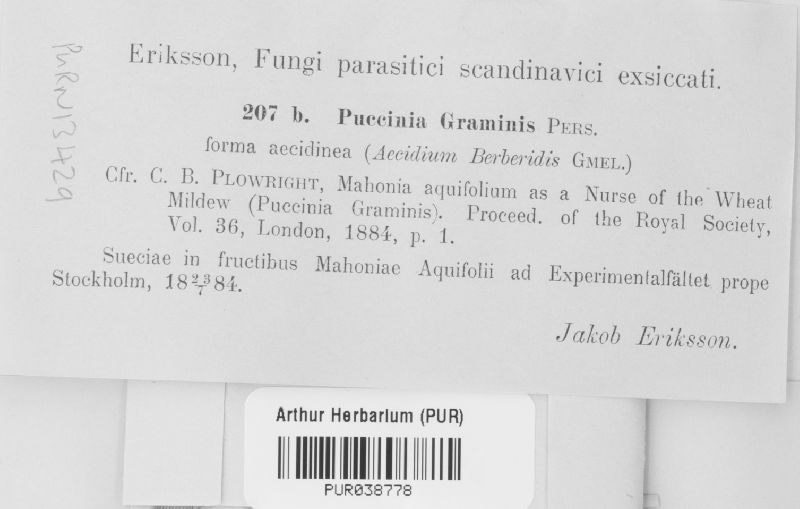 Eriksson, Fungi parasitici scandinavici exsiccati.
207 b. Puccinia Graminis PERS.
forma aecidinea (Aecidium Berberidis GMEL.)
Cfr. C. B. PLOWRIGHT, Mahonia aquifolium as a Nurse of the Wheat
Mildew (Puccinia Graminis). Proceed. of the Royal Society,
Vol. 36, London, 1884, p. 1.
Sueciae in fructibus Mahoniae Aquifolii ad Experimentalfältet prope
Stockholm, 18 23/7 84.
Jakob Eriksson.
PURN13429
Arthur Herbarium (PUR)
PUR038778